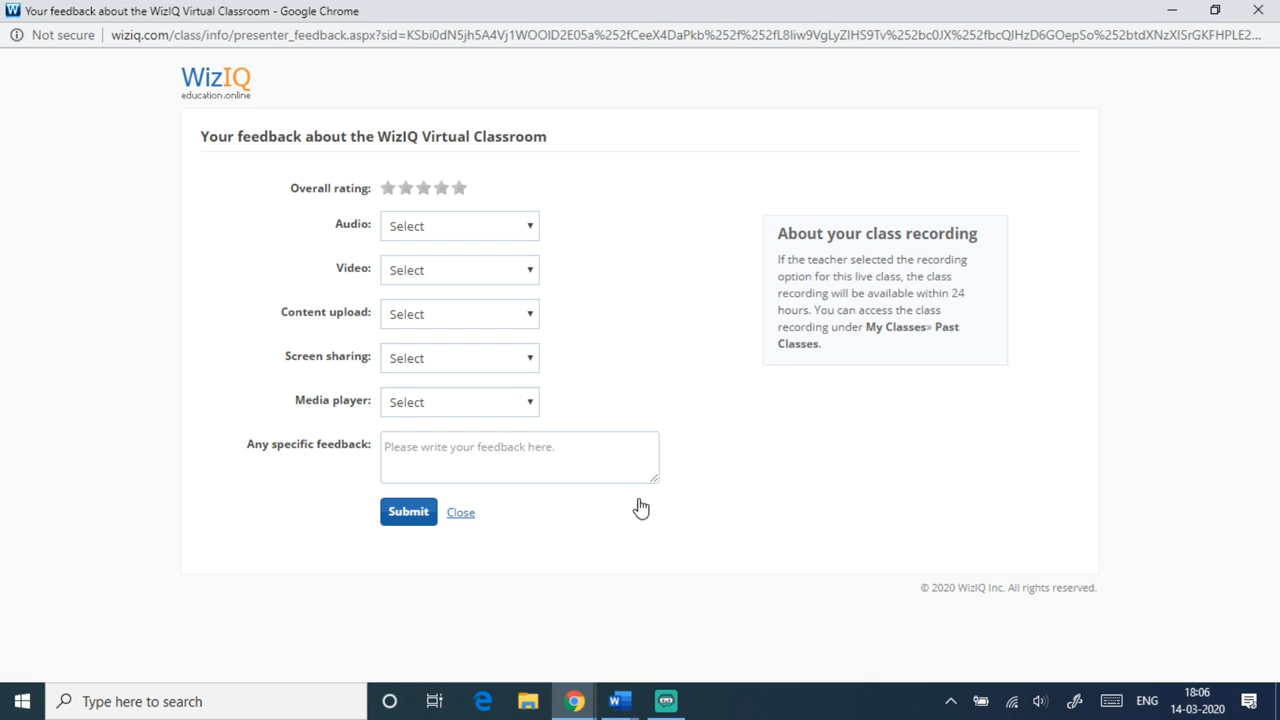 Your feedback about the WizIQ Virtual Classroom - Google Chrome
Not secure | wiziq.com/class/info/presenter_feedback.aspx?sid=KSbi0dN5jh5A4Vj1WOOID2E05a%252fCeeX4DaPkb%252f%252fL8liw9VgLyZIHS9Tv%252bc0JX%252fbcQIHzD6GOepSo%252btdXNzXISrGKFHPLE2...
WizIQ
education.online
Your feedback about the WizIQ Virtual Classroom
Overall rating:
Audio: Select
Video: Select
Content upload: Select
Screen sharing: Select
Media player: Select
Any specific feedback: Please write your feedback here.
Submit Close
About your class recording
If the teacher selected the recording
option for this live class, the class
recording will be available within 24
hours. You can access the class
recording under My Classes» Past
Classes.
© 2020 WizIQ Inc. All rights reserved.
Type here to search
ENG
18:06
14-03-2020